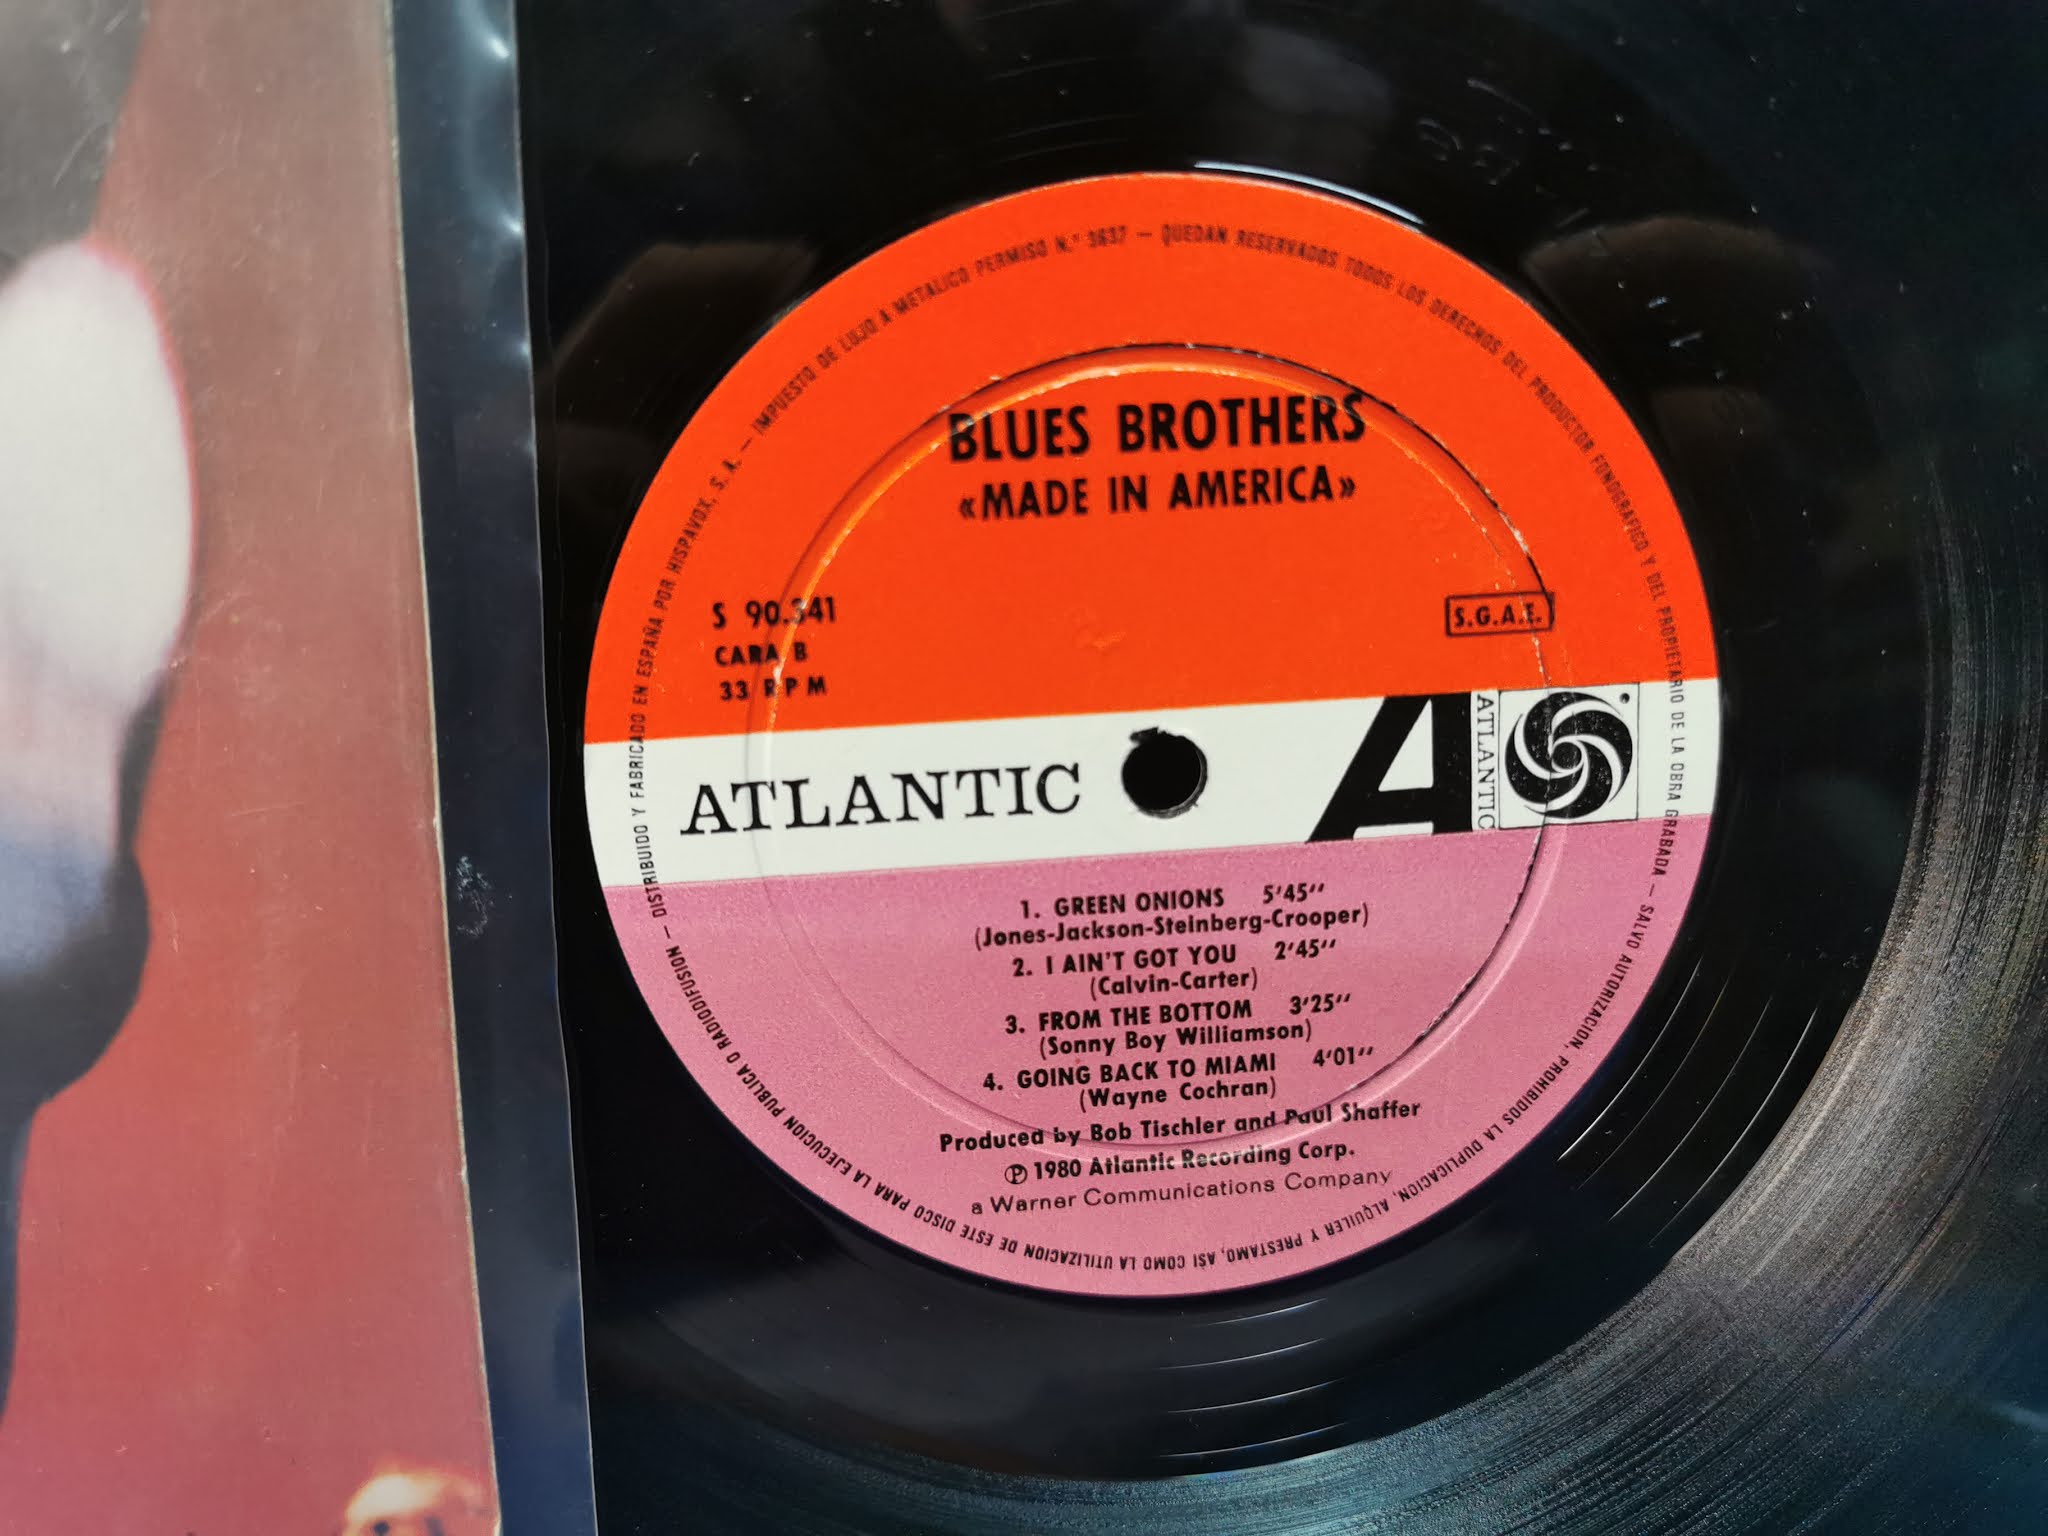 BLUES BROTHERS
«MADE IN AMERICA»
S 90.341
CARA B
33 RPM
S.G.A.E.
ATLANTIC
A
ATLANTIC
1. GREEN ONIONS 5'45''
(Jones-Jackson-Steinberg-Crooper)
2. I AIN'T GOT YOU 2'45''
(Calvin-Carter)
3. FROM THE BOTTOM 3'25''
(Sonny Boy Williamson)
4. GOING BACK TO MIAMI 4'01''
(Wayne Cochran)
Produced by Bob Tischler and Paul Shaffer
℗ 1980 Atlantic Recording Corp.
a Warner Communications Company
DISTRIBUIDO Y FABRICADO EN ESPAÑA POR HISPAVOX, S. A. — IMPUESTO DE LUJO A METALICO PERMISO N.° 3637 — QUEDAN RESERVADOS TODOS LOS DERECHOS DEL PRODUCTOR FONOGRAFICO Y DEL PROPIETARIO DE LA OBRA GRABADA — SALVO AUTORIZACION, PROHIBIDOS LA DUPLICACION, ALQUILER Y PRESTAMO, ASI COMO LA UTILIZACION DE ESTE DISCO PARA LA EJECUCION PUBLICA O RADIODIFUSION —